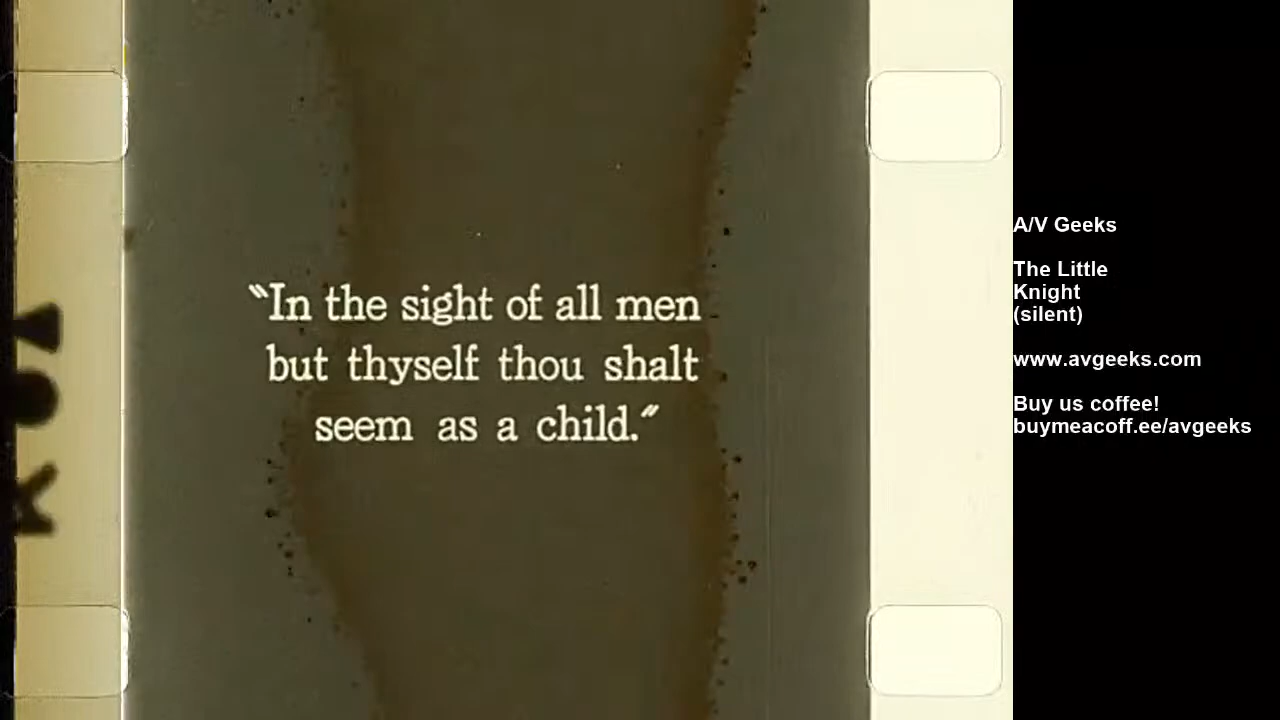 "In the sight of all men
but thyself thou shalt
seem as a child."
A/V Geeks
The Little
Knight
(silent)
www.avgeeks.com
Buy us coffee!
buymeacoff.ee/avgeeks